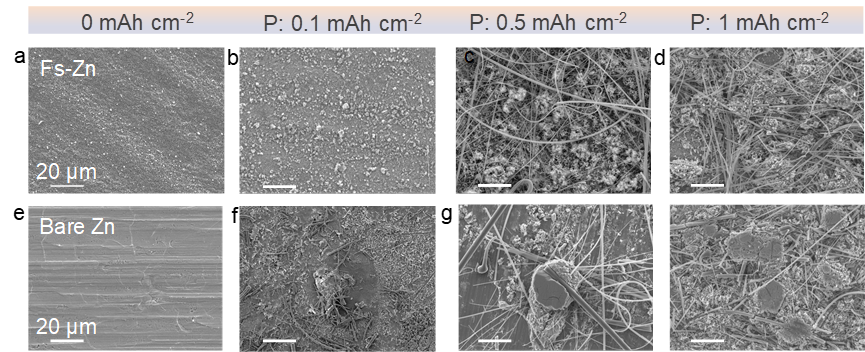 0 mAh cm-2 P: 0.1 mAh cm-2 P: 0.5 mAh cm-2 P: 1 mAh cm-2
a b c d
Fs-Zn
20 μm
e f g
Bare Zn
20 μm